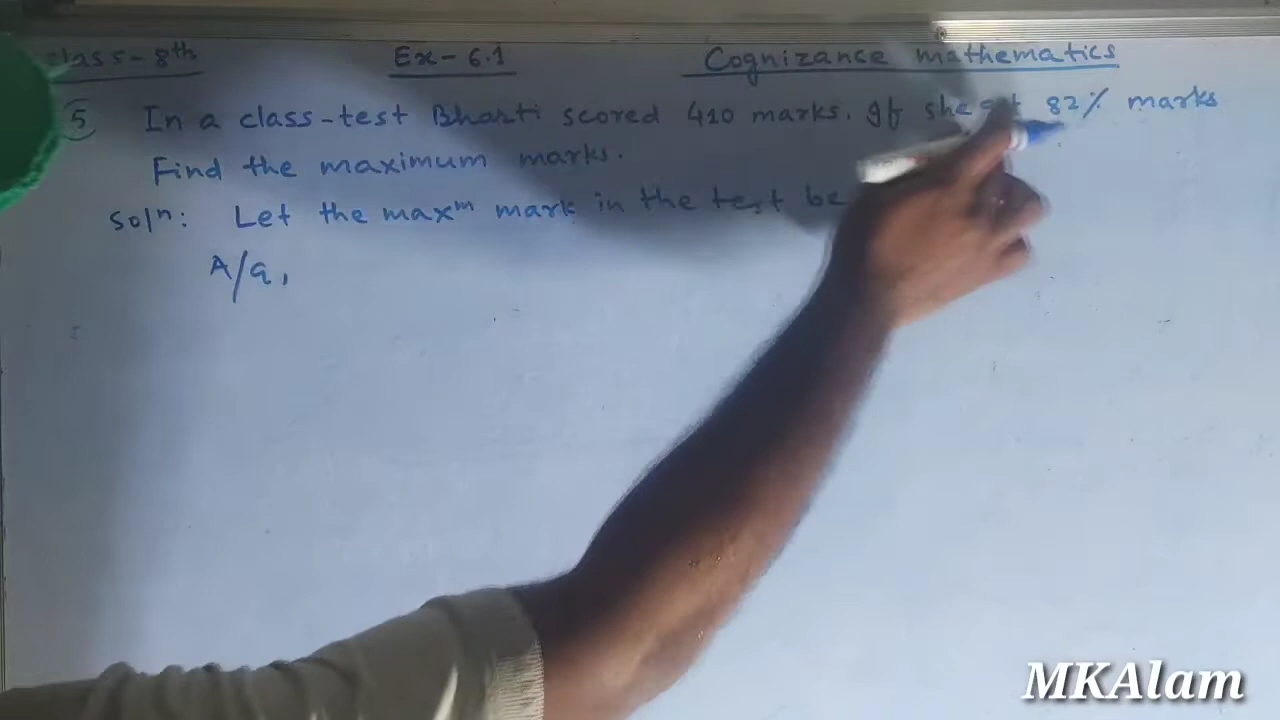 class-8th Ex-6.1 Cognizance mathematics
5 In a class-test Bharti scored 410 marks. If she got 82% marks
Find the maximum marks.
Solⁿ: Let the maxᵐ mark in the test be
A/q,
MKAlam